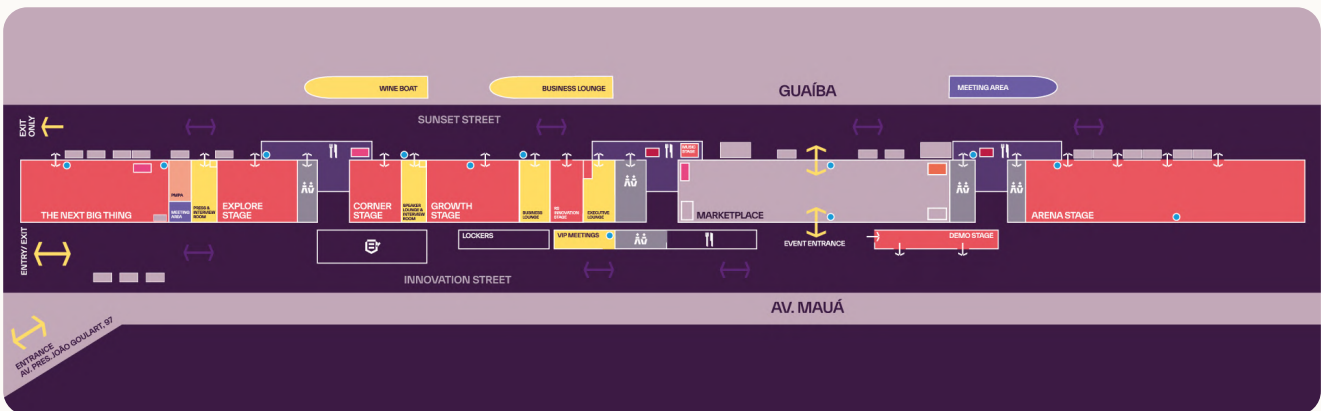 WINE BOAT
BUSINESS LOUNGE
GUAÍBA
MEETING AREA
EXIT
ONLY
SUNSET STREET
MUSIC
STAGE
THE NEXT BIG THING
PMPA
MEETING
AREA
PRESS &
INTERVIEW
ROOM
EXPLORE
STAGE
CORNER
STAGE
SPEAKER
LOUNGE &
INTERVIEW
ROOM
GROWTH
STAGE
BUSINESS
LOUNGE
RS
INNOVATION
STAGE
EXECUTIVE
LOUNGE
MARKETPLACE
ARENA STAGE
ENTRY/ EXIT
LOCKERS
VIP MEETINGS
EVENT ENTRANCE
DEMO STAGE
INNOVATION STREET
AV. MAUÁ
ENTRANCE
AV. PRES. JOÃO GOULART, 97